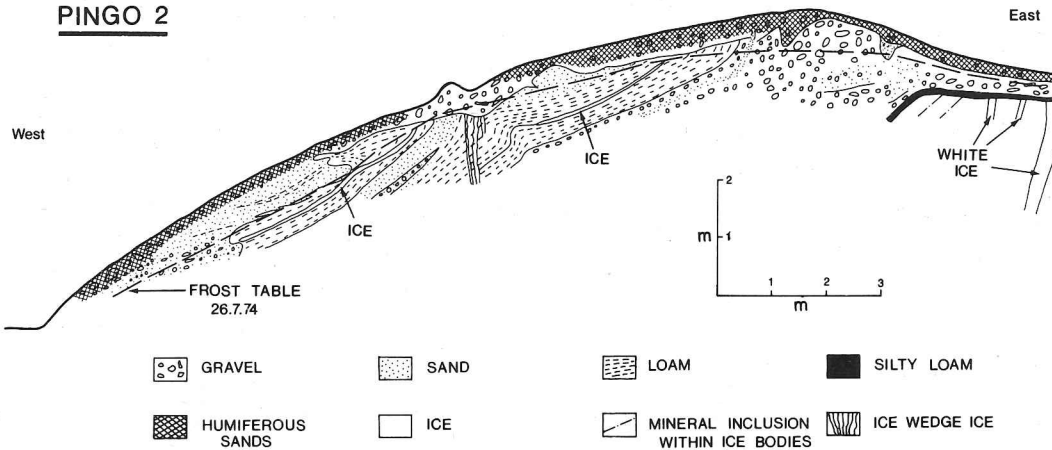 PINGO 2
East
West
ICE
WHITE
ICE
ICE
2
m 1
1 2 3
m
FROST TABLE
26.7.74
GRAVEL
SAND
LOAM
SILTY LOAM
HUMIFEROUS
SANDS
ICE
MINERAL INCLUSION
WITHIN ICE BODIES
ICE WEDGE ICE